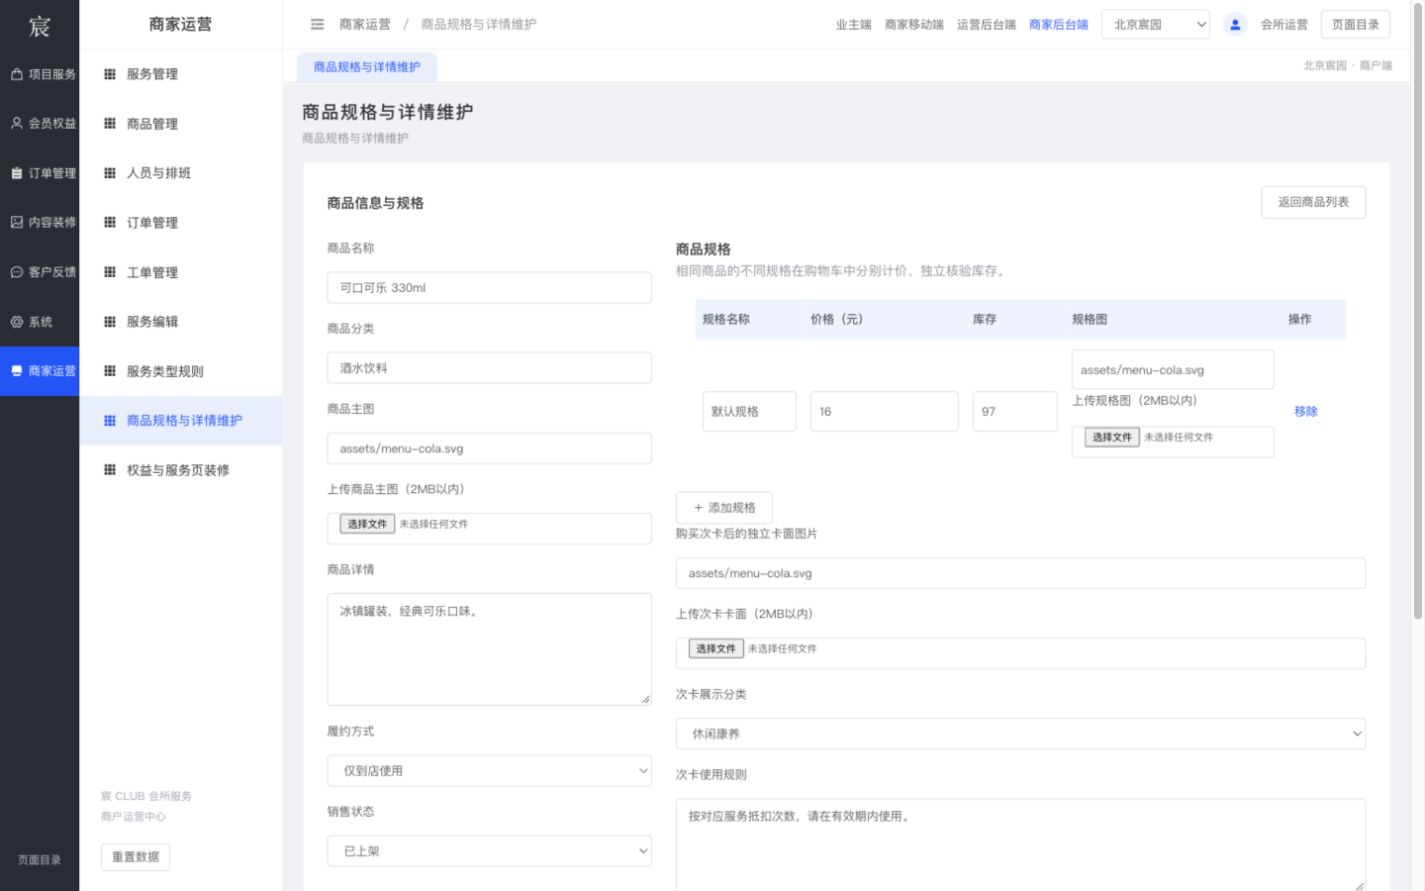 宸
项目服务
会员权益
订单管理
内容装修
客户反馈
系统
商家运营
页面目录
商家运营
服务管理
商品管理
人员与排班
订单管理
工单管理
服务编辑
服务类型规则
商品规格与详情维护
权益与服务页装修
宸 CLUB 会所服务
商户运营中心
重置数据
商家运营 / 商品规格与详情维护
业主端 商家移动端 运营后台端 商家后台端 北京宸园 会所运营 页面目录
商品规格与详情维护
北京宸园 · 商户端
商品规格与详情维护
商品规格与详情维护
商品信息与规格
返回商品列表
商品名称
可口可乐 330ml
商品分类
酒水饮料
商品主图
assets/menu-cola.svg
上传商品主图（2MB以内）
选择文件 未选择任何文件
商品详情
冰镇罐装，经典可乐口味。
履约方式
仅到店使用
销售状态
已上架
商品规格
相同商品的不同规格在购物车中分别计价、独立核验库存。
规格名称 价格（元） 库存 规格图 操作
默认规格 16 97
assets/menu-cola.svg
上传规格图（2MB以内）
选择文件 未选择任何文件
移除
+ 添加规格
购买次卡后的独立卡面图片
assets/menu-cola.svg
上传次卡卡面（2MB以内）
选择文件 未选择任何文件
次卡展示分类
休闲康养
次卡使用规则
按对应服务抵扣次数，请在有效期内使用。